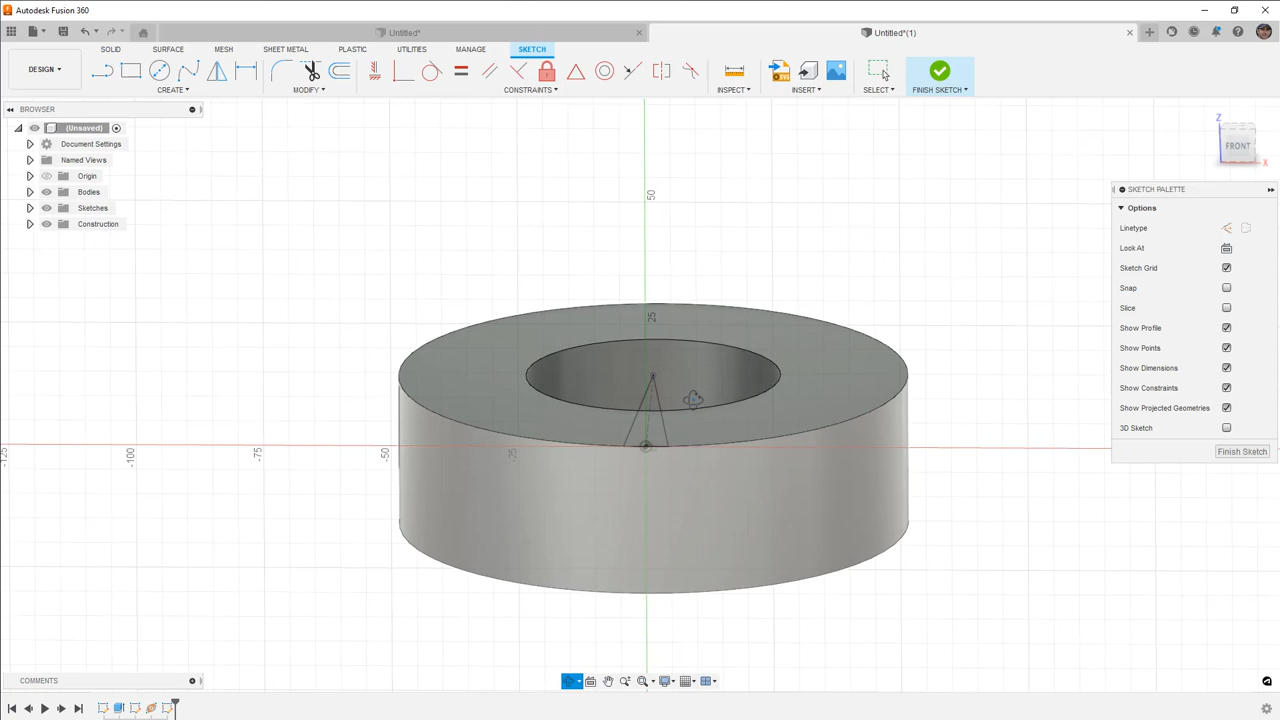 Autodesk Fusion 360
Untitled*
Untitled*(1)
SOLID SURFACE MESH SHEET METAL PLASTIC UTILITIES MANAGE SKETCH
DESIGN
CREATE MODIFY CONSTRAINTS INSPECT INSERT SELECT FINISH SKETCH
BROWSER
(Unsaved)
Document Settings
Named Views
Origin
Bodies
Sketches
Construction
Z
FRONT
X
SKETCH PALETTE
Options
Linetype
Look At
Sketch Grid
Snap
Slice
Show Profile
Show Points
Show Dimensions
Show Constraints
Show Projected Geometries
3D Sketch
Finish Sketch
50
25
-125
-100
-75
-50
-25
COMMENTS